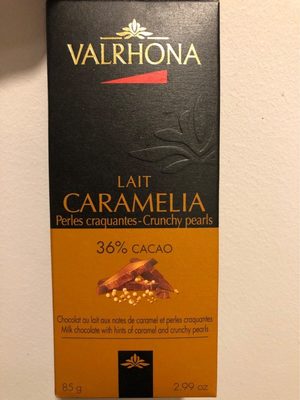 VALRHONA
LAIT
CARAMELIA
Perles craquantes - Crunchy pearls
36% CACAO
Chocolat au lait aux notes de caramel et perles craquantes
Milk chocolate with hints of caramel and crunchy pearls
85 g 2.99 oz